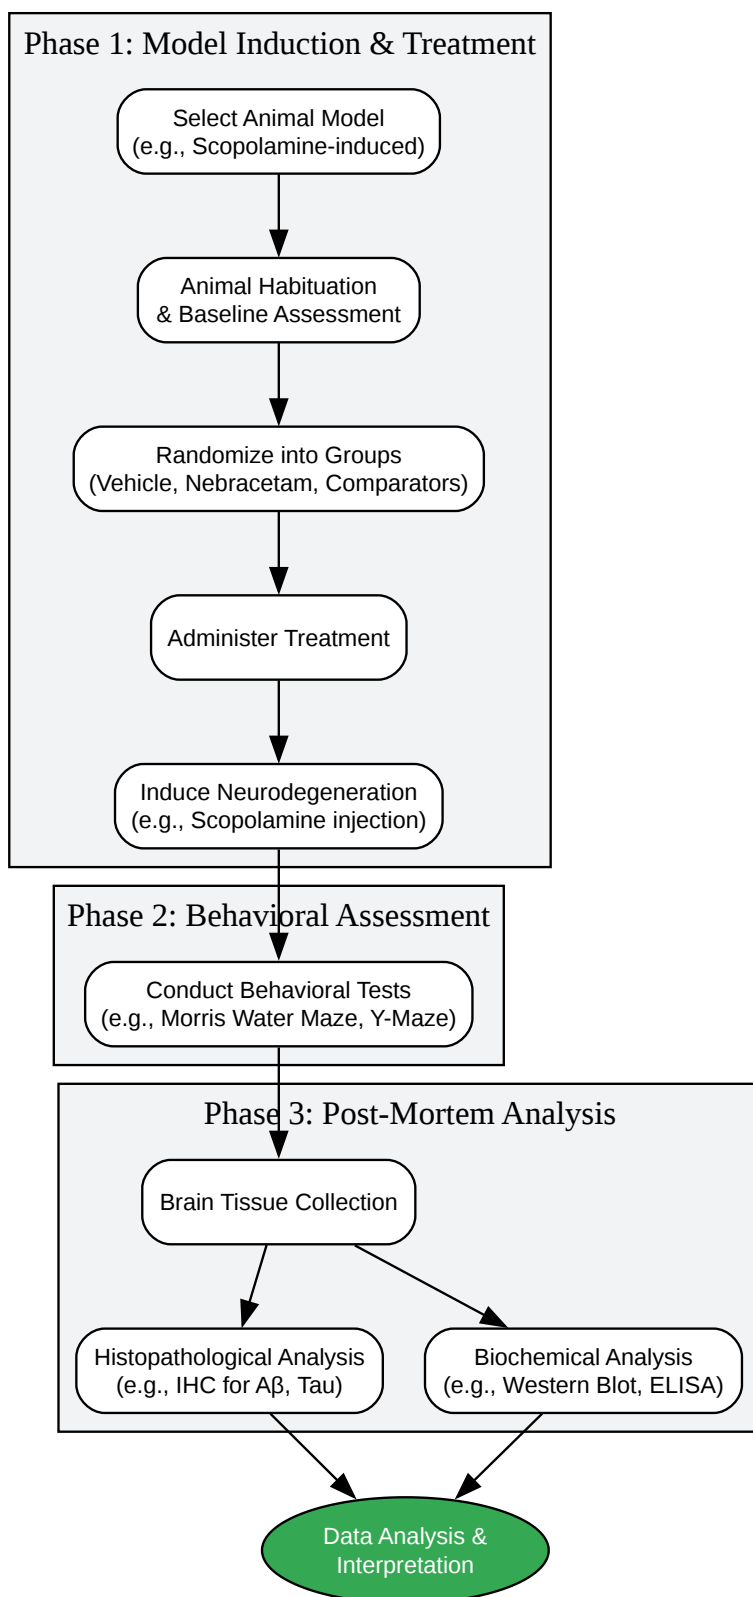 Phase 1: Model Induction & Treatment
Select Animal Model
(e.g., Scopolamine-induced)
Animal Habituation
& Baseline Assessment
Randomize into Groups
(Vehicle, Nebracetam, Comparators)
Administer Treatment
Induce Neurodegeneration
(e.g., Scopolamine injection)
Phase 2: Behavioral Assessment
Conduct Behavioral Tests
(e.g., Morris Water Maze, Y-Maze)
Phase 3: Post-Mortem Analysis
Brain Tissue Collection
Histopathological Analysis
(e.g., IHC for Aβ, Tau)
Biochemical Analysis
(e.g., Western Blot, ELISA)
Data Analysis &
Interpretation